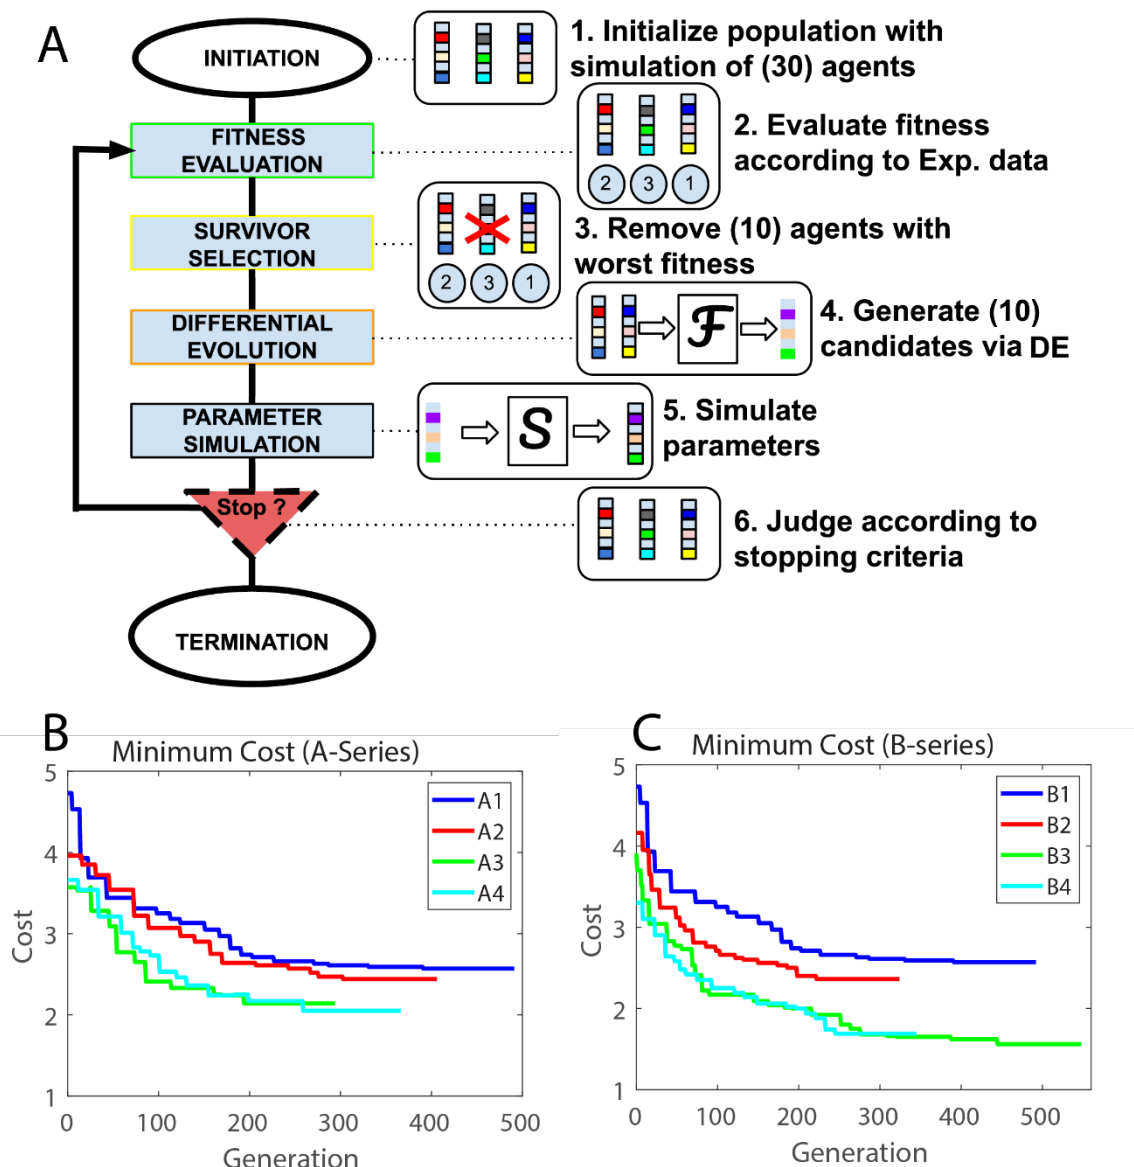 A
INITIATION
1. Initialize population with
simulation of (30) agents
FITNESS
EVALUATION
2 3 1
2. Evaluate fitness
according to Exp. data
SURVIVOR
SELECTION
2 3 1
3. Remove (10) agents with
worst fitness
DIFFERENTIAL
EVOLUTION
F
4. Generate (10)
candidates via DE
PARAMETER
SIMULATION
S
5. Simulate
parameters
Stop ?
6. Judge according to
stopping criteria
TERMINATION
B
Minimum Cost (A-Series)
5
4
3
2
1
Cost
A1
A2
A3
A4
0 100 200 300 400 500
Generation
C
Minimum Cost (B-series)
5
4
3
2
1
Cost
B1
B2
B3
B4
0 100 200 300 400 500
Generation